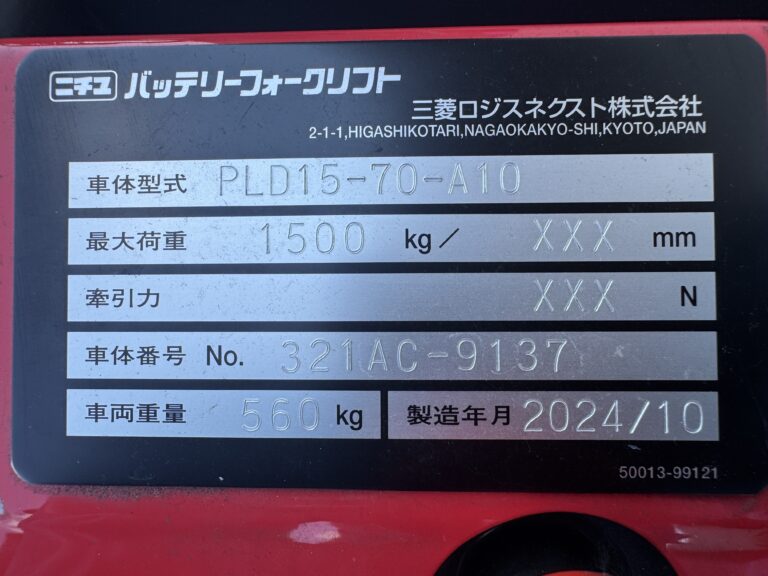 ニチユ バッテリーフォークリフト
三菱ロジスネクスト株式会社
2-1-1,HIGASHIKOTARI,NAGAOKAKYO-SHI,KYOTO,JAPAN
車体型式 PLD15-70-A10
最大荷重 1500 kg/ XXX mm
牽引力 XXX N
車体番号 No. 321AC-9137
車両重量 560 kg 製造年月 2024/10
50013-99121